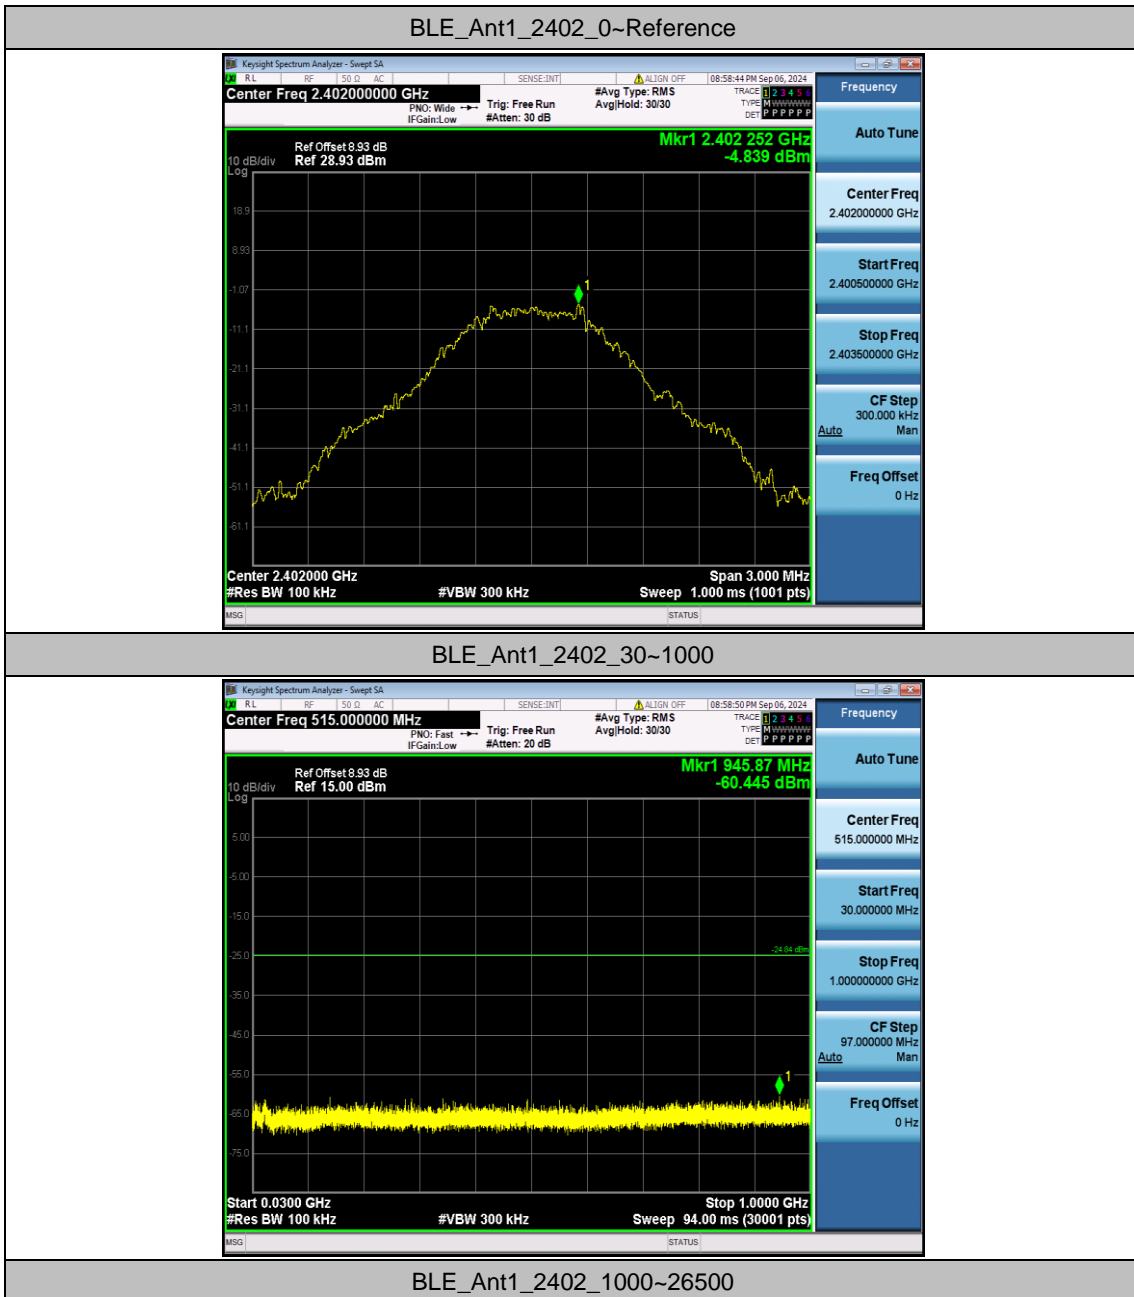 BLE_Ant1_2402_0~Reference
Keysight Spectrum Analyzer - Swept SA
RL RF 50 Ω AC SENSE:INT ALIGN OFF 08:58:44 PM Sep 06, 2024
Center Freq 2.402000000 GHz
PNO: Wide
IFGain:Low
Trig: Free Run
#Atten: 30 dB
#Avg Type: RMS
Avg|Hold: 30/30
TRACE 1 2 3 4 5 6
TYPE M W W W W W
DET P P P P P P
Frequency
Mkr1 2.402 252 GHz
-4.839 dBm
Ref Offset 8.93 dB
10 dB/div Ref 28.93 dBm
Log
18.9
8.93
-1.07
-11.1
-21.1
-31.1
-41.1
-51.1
-61.1
1
Center 2.402000 GHz Span 3.000 MHz
#Res BW 100 kHz #VBW 300 kHz Sweep 1.000 ms (1001 pts)
MSG STATUS
Auto Tune
Center Freq
2.402000000 GHz
Start Freq
2.400500000 GHz
Stop Freq
2.403500000 GHz
CF Step
300.000 kHz
Auto Man
Freq Offset
0 Hz
BLE_Ant1_2402_30~1000
Keysight Spectrum Analyzer - Swept SA
RL RF 50 Ω AC SENSE:INT ALIGN OFF 08:58:50 PM Sep 06, 2024
Center Freq 515.000000 MHz
PNO: Fast
IFGain:Low
Trig: Free Run
#Atten: 20 dB
#Avg Type: RMS
Avg|Hold: 30/30
TRACE 1 2 3 4 5 6
TYPE M W W W W W
DET P P P P P P
Frequency
Mkr1 945.87 MHz
-60.445 dBm
Ref Offset 8.93 dB
10 dB/div Ref 15.00 dBm
Log
5.00
-5.00
-15.0
-25.0
-35.0
-45.0
-55.0
-65.0
-75.0
-24.84 dBm
1
Start 0.0300 GHz Stop 1.0000 GHz
#Res BW 100 kHz #VBW 300 kHz Sweep 94.00 ms (30001 pts)
MSG STATUS
Auto Tune
Center Freq
515.000000 MHz
Start Freq
30.000000 MHz
Stop Freq
1.000000000 GHz
CF Step
97.000000 MHz
Auto Man
Freq Offset
0 Hz
BLE_Ant1_2402_1000~26500